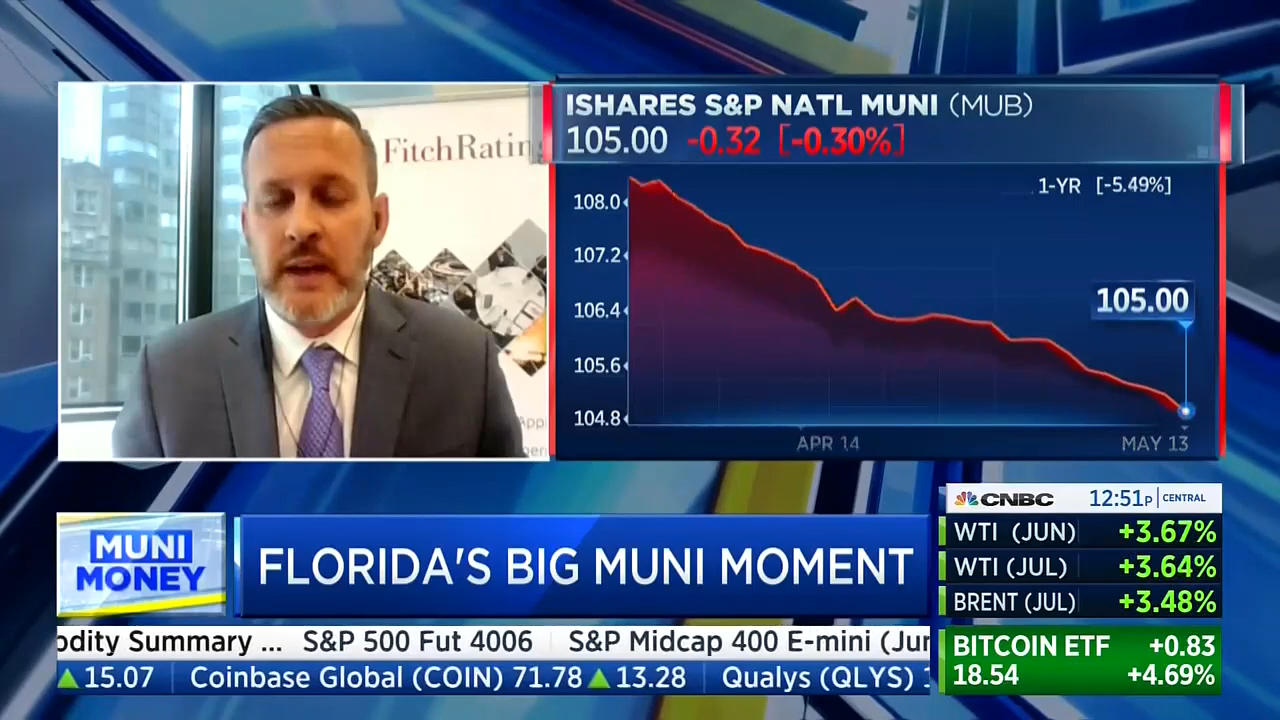 FitchRatin
ISHARES S&P NATL MUNI (MUB)
105.00 -0.32 [-0.30%]
1-YR [-5.49%]
108.0
107.2
106.4
105.6
104.8
105.00
APR 14
MAY 13
CNBC 12:51P CENTRAL
WTI (JUN) +3.67%
WTI (JUL) +3.64%
BRENT (JUL) +3.48%
BITCOIN ETF +0.83
18.54 +4.69%
MUNI
MONEY
FLORIDA'S BIG MUNI MOMENT
odity Summary ... S&P 500 Fut 4006 S&P Midcap 400 E-mini (Jun
15.07 Coinbase Global (COIN) 71.78 13.28 Qualys (QLYS) 1